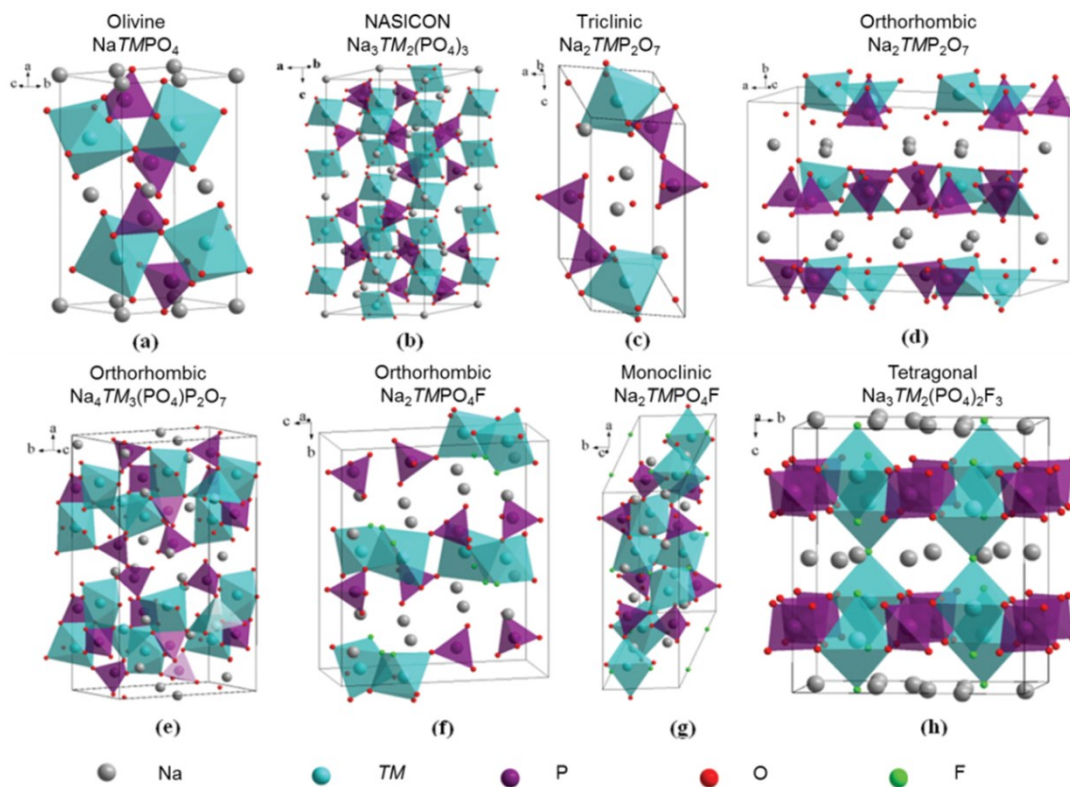 Olivine
NaTMPO₄
NASICON
Na₃TM₂(PO₄)₃
Triclinic
Na₂TMP₂O₇
Orthorhombic
Na₂TMP₂O₇
a
c b
a b
c
b
a
c
b
a c
(a)
(b)
(c)
(d)
Orthorhombic
Na₄TM₃(PO₄)P₂O₇
Orthorhombic
Na₂TMPO₄F
Monoclinic
Na₂TMPO₄F
Tetragonal
Na₃TM₂(PO₄)₂F₃
a
b c
c a
b
b a
c
a b
c
(e)
(f)
(g)
(h)
Na
TM
P
O
F